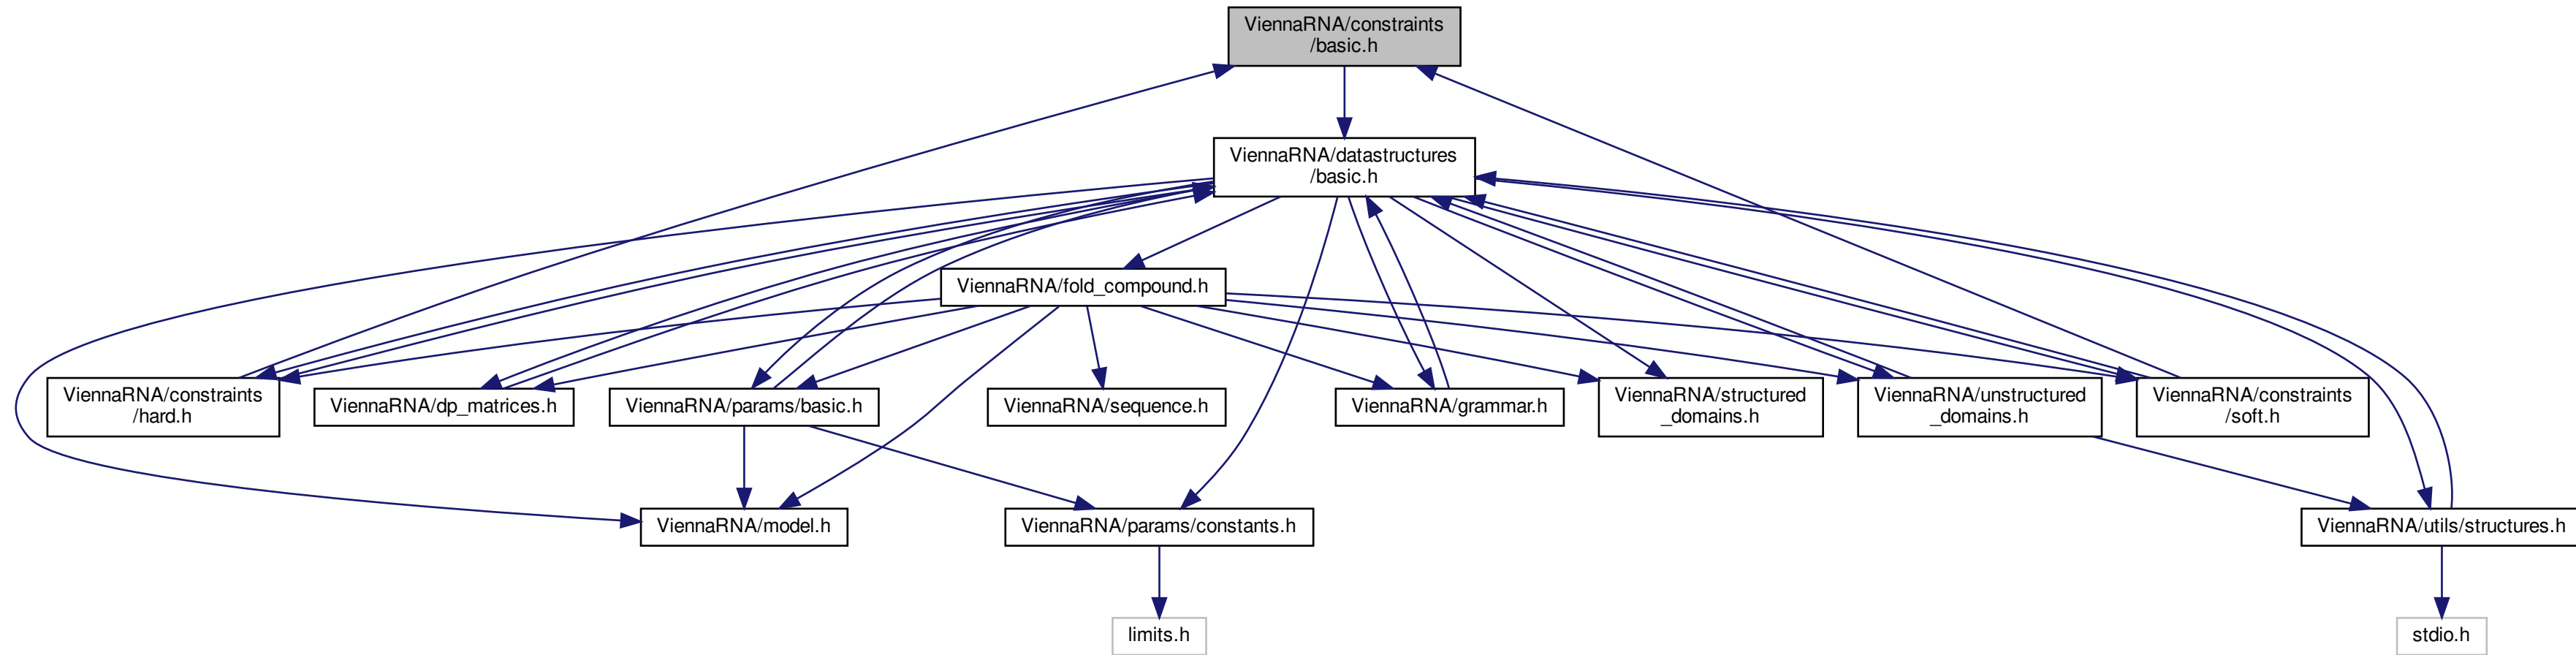 ViennaRNA/constraints
/basic.h
ViennaRNA/datastructures
/basic.h
ViennaRNA/fold_compound.h
ViennaRNA/constraints
/hard.h
ViennaRNA/dp_matrices.h
ViennaRNA/params/basic.h
ViennaRNA/sequence.h
ViennaRNA/grammar.h
ViennaRNA/structured
_domains.h
ViennaRNA/unstructured
_domains.h
ViennaRNA/constraints
/soft.h
ViennaRNA/model.h
ViennaRNA/params/constants.h
ViennaRNA/utils/structures.h
limits.h
stdio.h